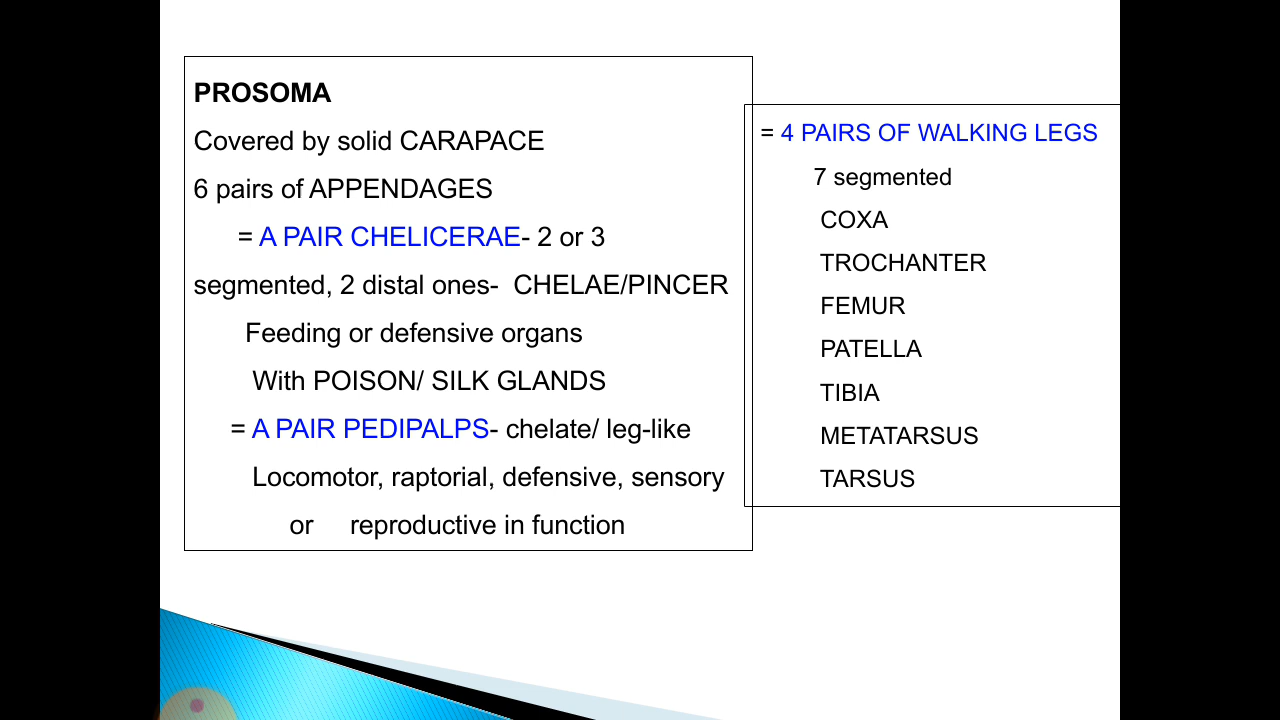 PROSOMA
Covered by solid CARAPACE
6 pairs of APPENDAGES
= A PAIR CHELICERAE- 2 or 3
segmented, 2 distal ones- CHELAE/PINCER
Feeding or defensive organs
With POISON/ SILK GLANDS
= A PAIR PEDIPALPS- chelate/ leg-like
Locomotor, raptorial, defensive, sensory
or reproductive in function
= 4 PAIRS OF WALKING LEGS
7 segmented
COXA
TROCHANTER
FEMUR
PATELLA
TIBIA
METATARSUS
TARSUS